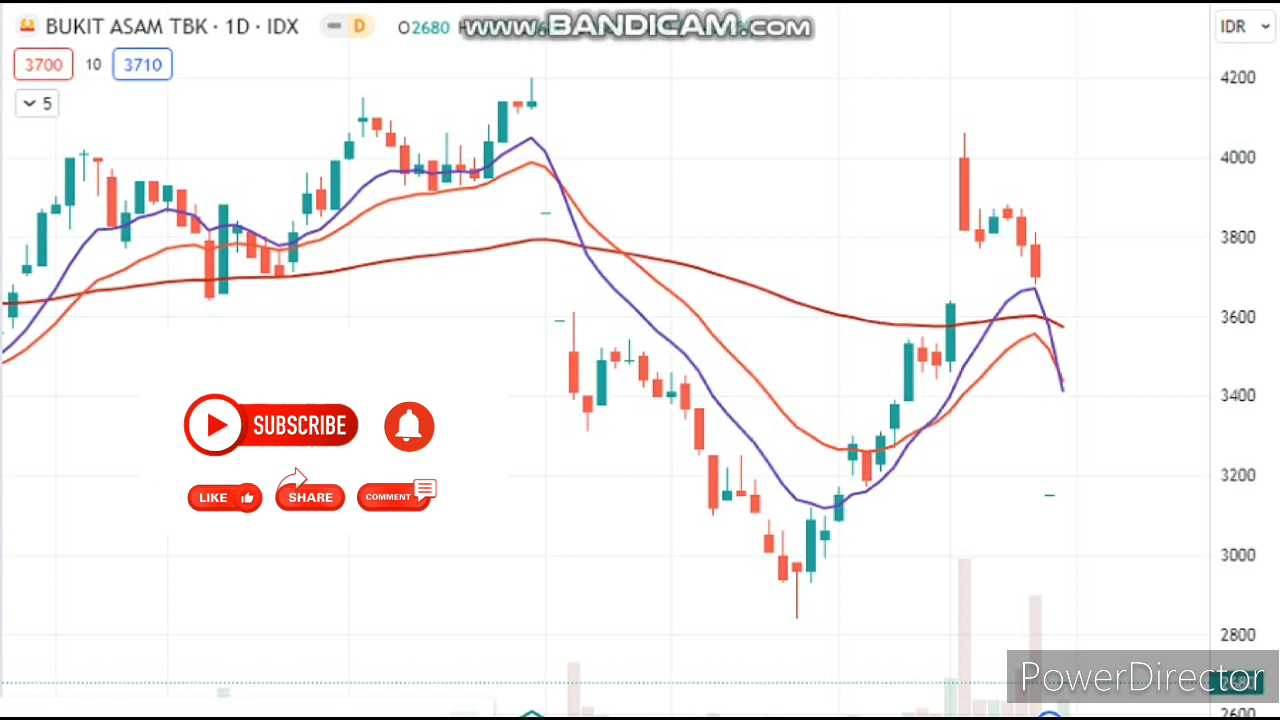 BUKIT ASAM TBK · 1D · IDX
D
O2680
www.BANDICAM.com
IDR
3700 10 3710
5
4200
4000
3800
3600
3400
3200
3000
2800
2600
SUBSCRIBE
LIKE
SHARE
COMMENT
PowerDirector